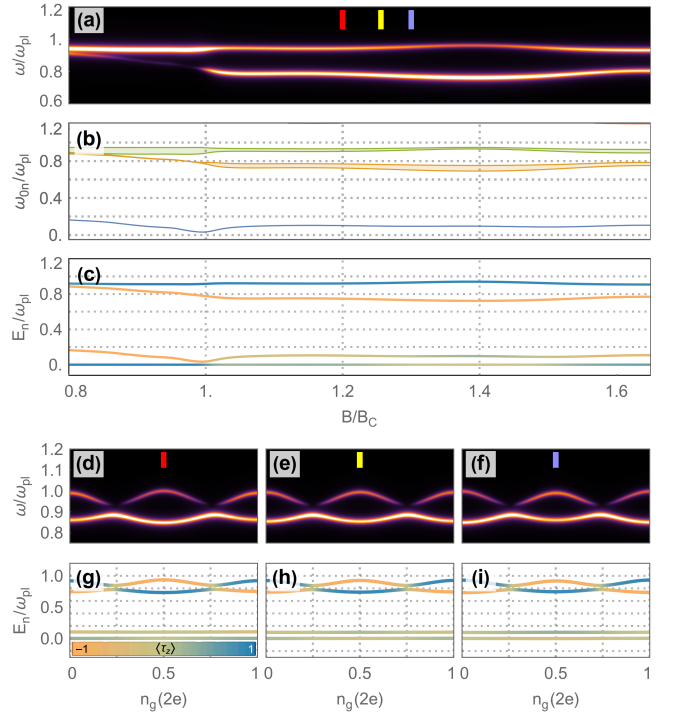 1.2
(a)
ω/ω_pl
1.
0.8
0.6
1.2
(b)
ω_0n/ω_pl
0.8
0.4
0.
1.2
(c)
E_n/ω_pl
0.8
0.4
0.
0.8 1. 1.2 1.4 1.6
B/B_C
1.2 (d) (e) (f)
ω/ω_pl
1.1
1.0
0.9
0.8
(g) (h) (i)
1.0
E_n/ω_pl
0.5
0.0
−1 ⟨τ_z⟩ 1
0 0.5 1 0 0.5 1 0 0.5 1
n_g(2e) n_g(2e) n_g(2e)